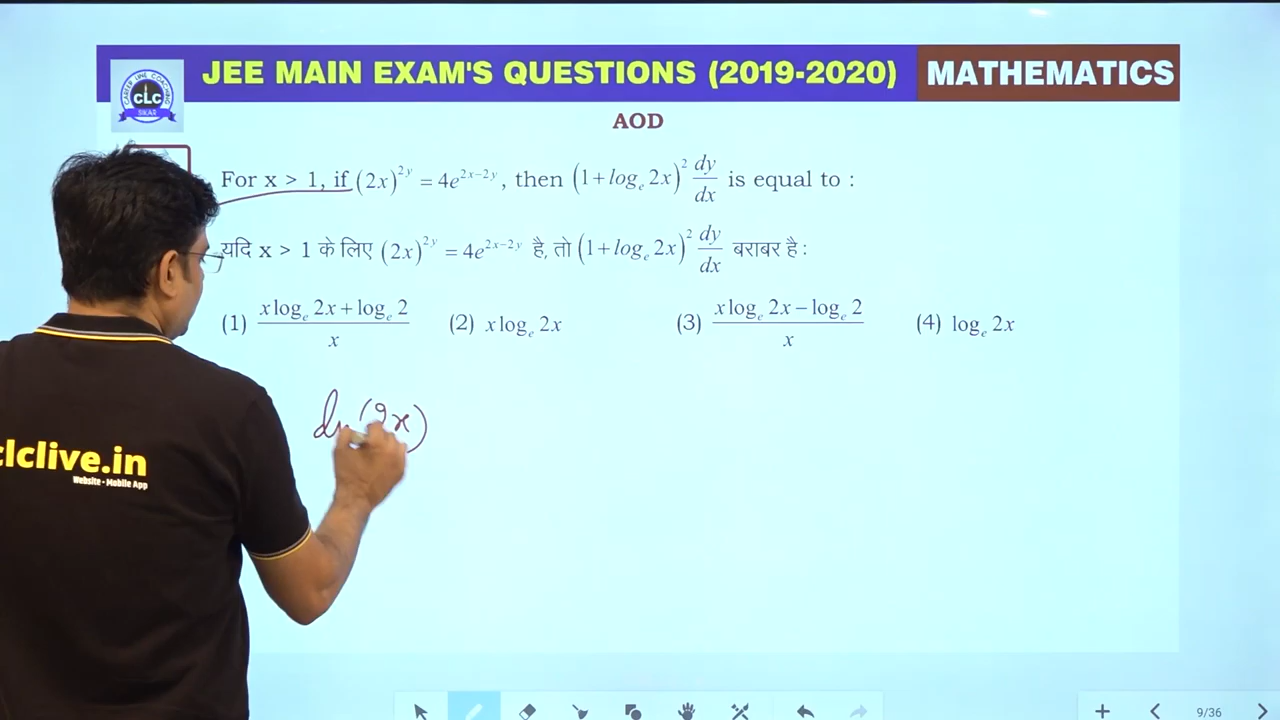 JEE MAIN EXAM'S QUESTIONS (2019-2020) MATHEMATICS
CLC
SIKAR
AOD
For x > 1, if (2x)^{2y} = 4e^{2x-2y}, then (1+log_e 2x)^2 dy/dx is equal to :
यदि x > 1 के लिए (2x)^{2y} = 4e^{2x-2y} है, तो (1+log_e 2x)^2 dy/dx बराबर है :
(1) (x log_e 2x + log_e 2)/x (2) x log_e 2x (3) (x log_e 2x − log_e 2)/x (4) log_e 2x
(2x)
clclive.in
Website - Mobile App
9/36